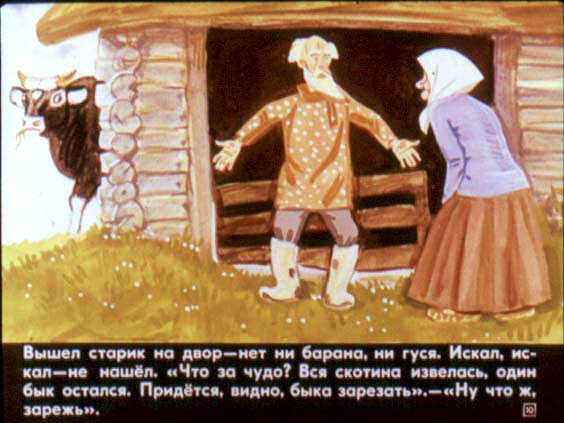 Вышел старик на двор—нет ни барана, ни гуся. Искал, ис-
кал—не нашёл. «Что за чудо? Вся скотина извелась, один
бык остался. Придётся, видно, быка зарезать».—«Ну что ж,
зарежь».
10